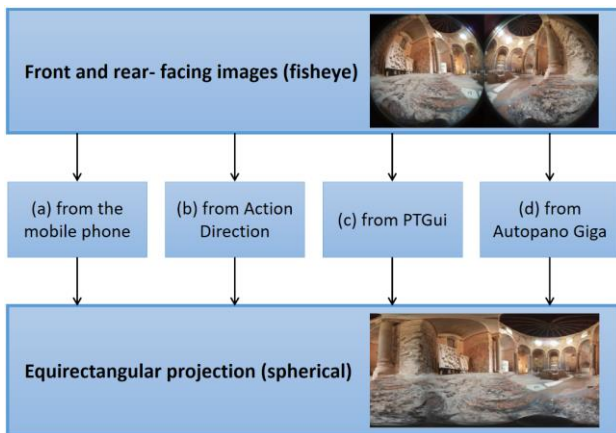 Front and rear- facing images (fisheye)
(a) from the
mobile phone
(b) from Action
Direction
(c) from PTGui
(d) from
Autopano Giga
Equirectangular projection (spherical)